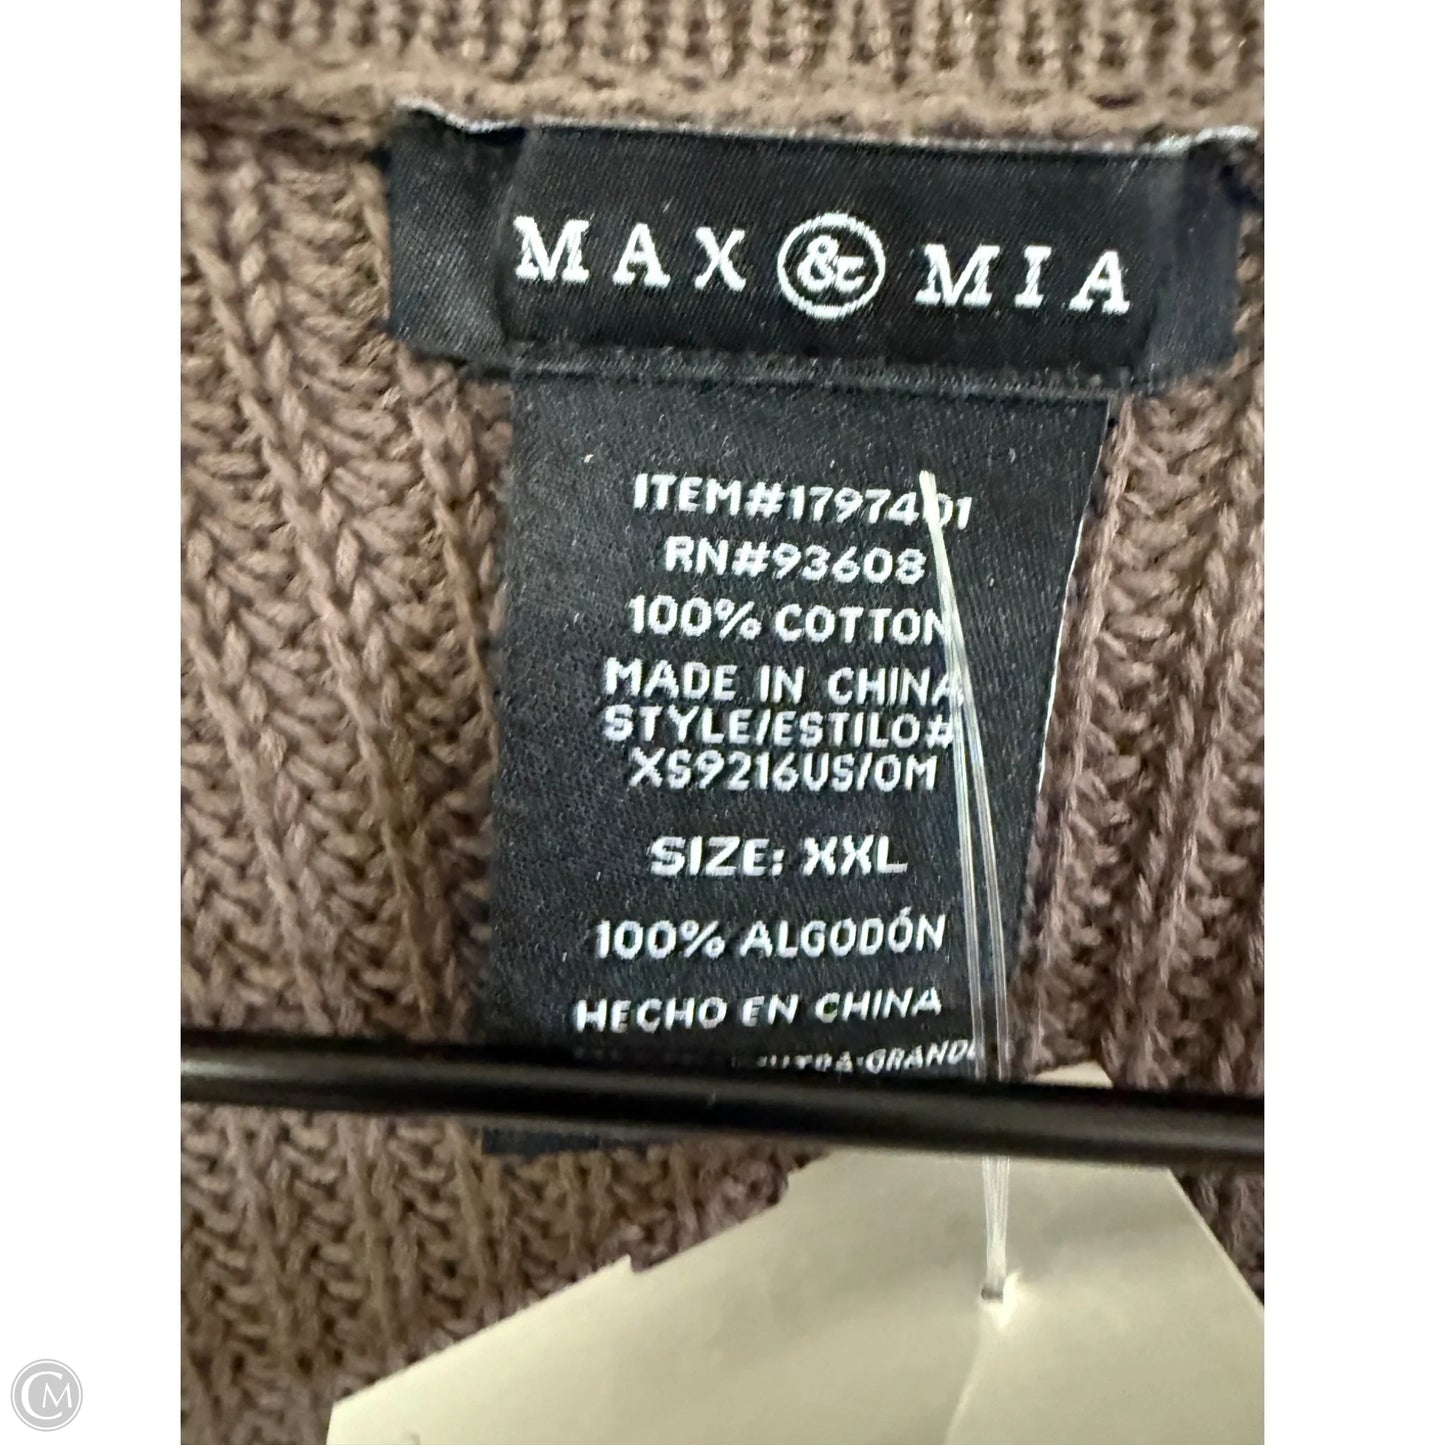 MAX & MIA
ITEM#1797401
RN#93608
100% COTTON
MADE IN CHINA
STYLE/ESTILO#
XS9216US/OM
SIZE: XXL
100% ALGODÓN
HECHO EN CHINA
CM